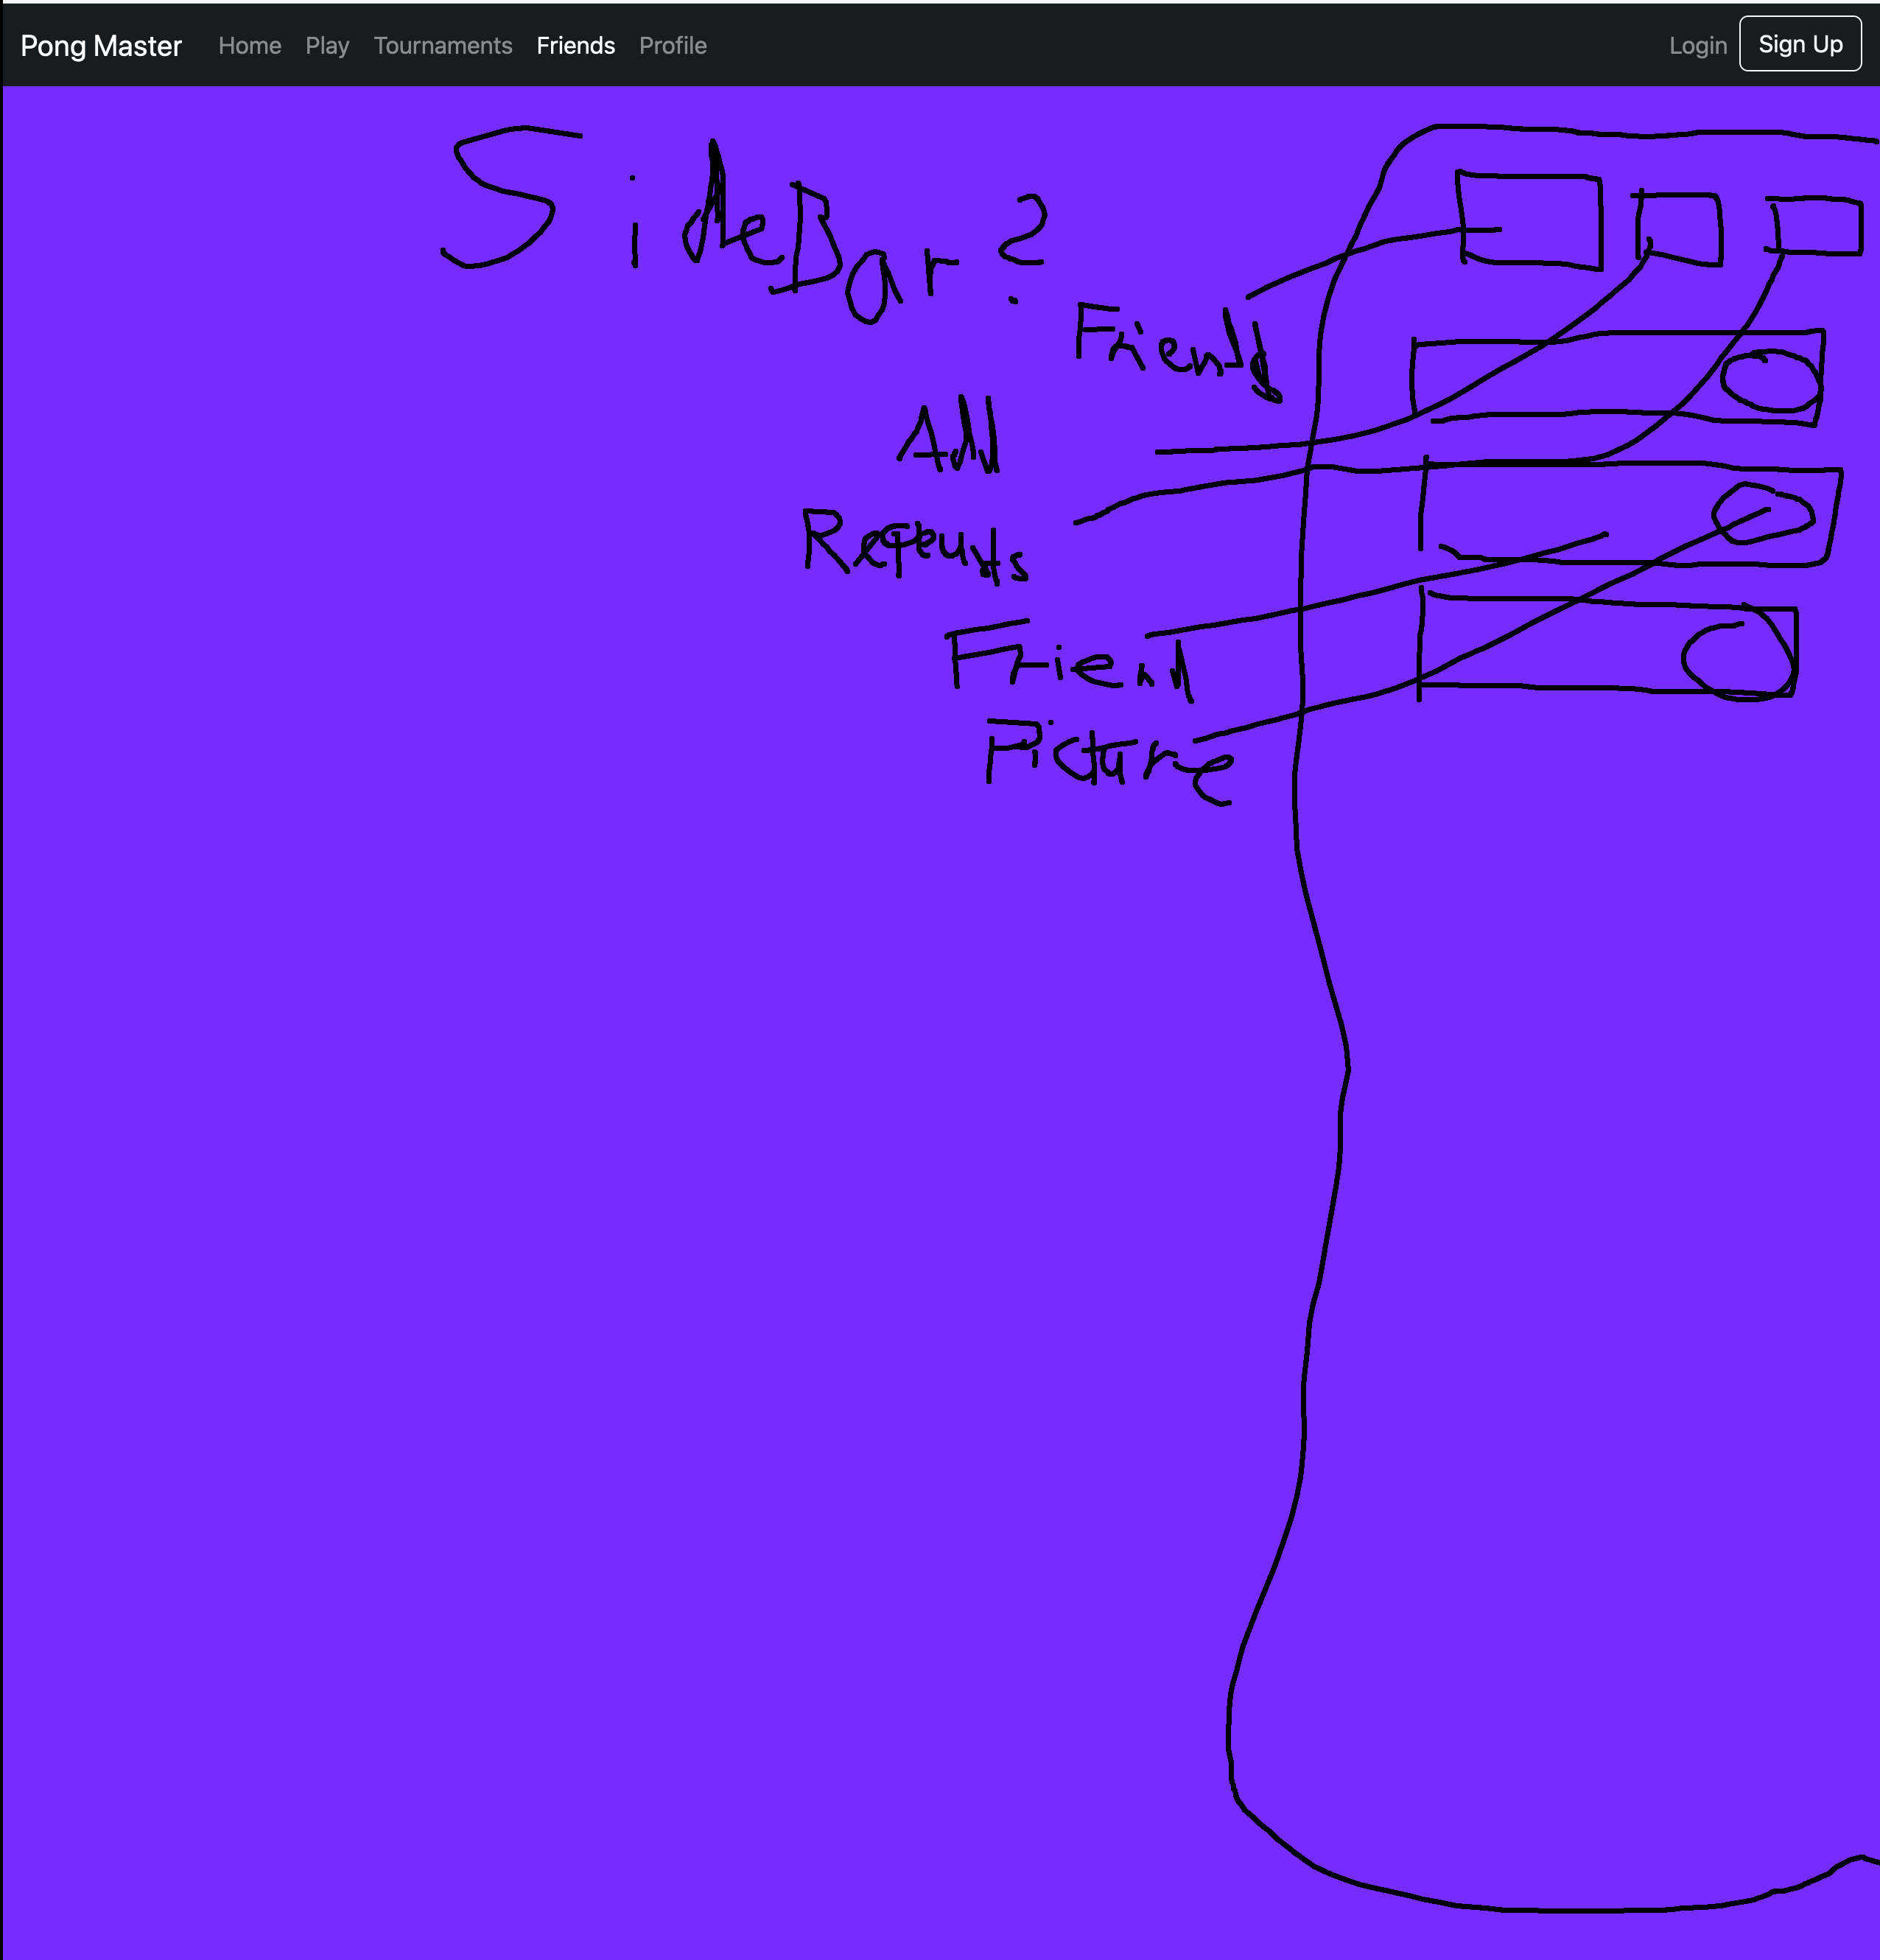 Pong Master Home Play Tournaments Friends Profile Login Sign Up
SideBar?
Friends
Add
Requests
Friend
Picture